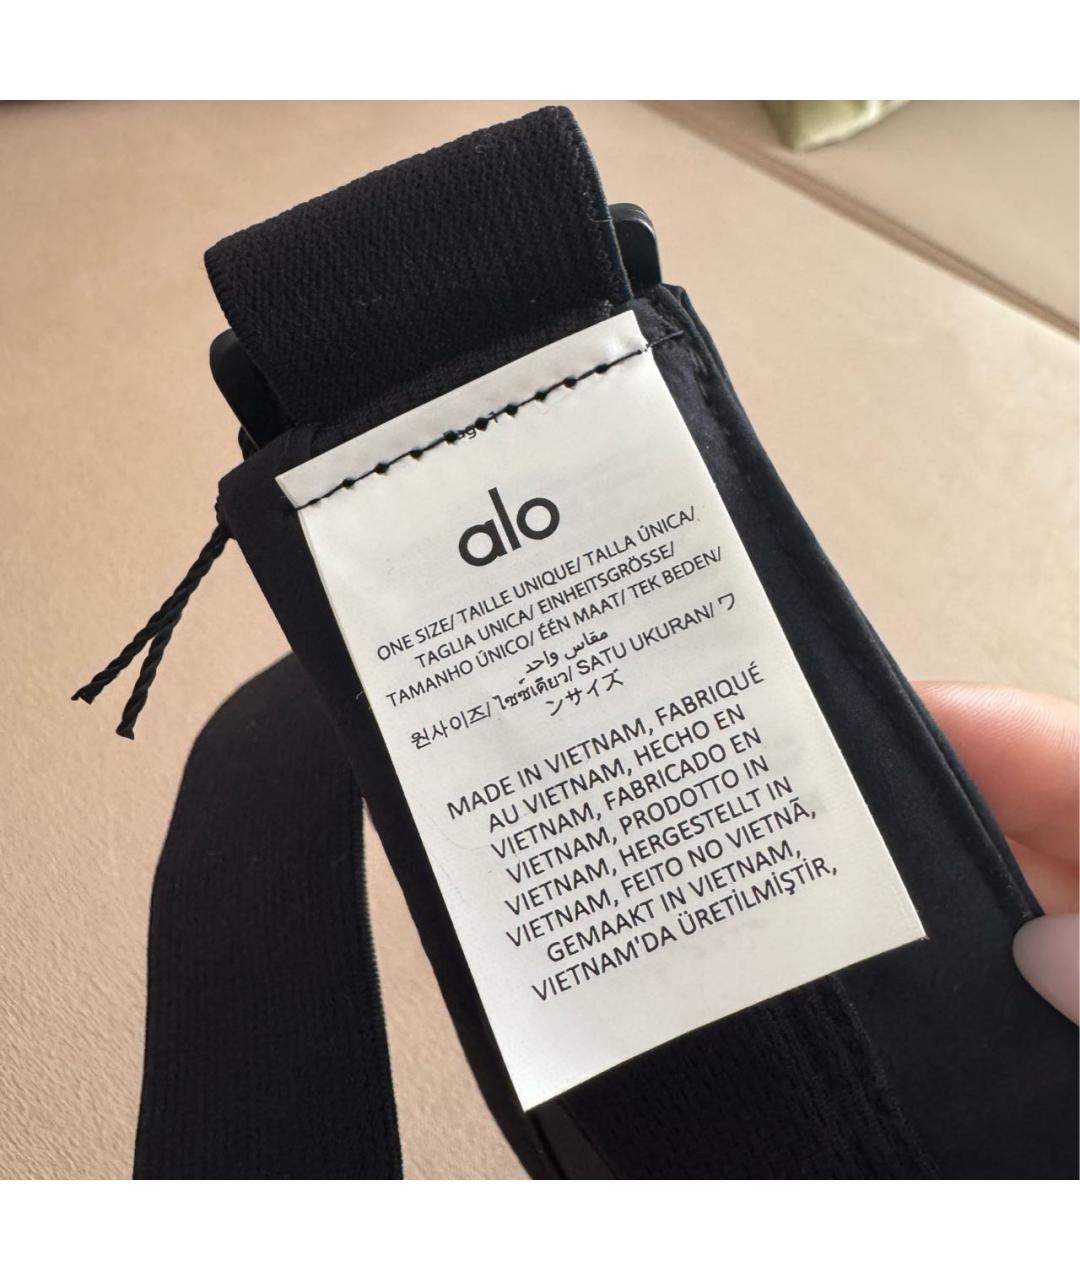 alo
ONE SIZE/ TAILLE UNIQUE/ TALLA ÚNICA/
TAGLIA UNICA/ EINHEITSGRÖSSE/
TAMANHO ÚNICO/ ÉÉN MAAT/ TEK BEDEN/
مقاس واحد
원사이즈/ ไซซ์เดียว/ SATU UKURAN/ ワ
ンサイズ
MADE IN VIETNAM, FABRIQUÉ
AU VIETNAM, HECHO EN
VIETNAM, FABRICADO EN
VIETNAM, PRODOTTO IN
VIETNAM, HERGESTELLT IN
VIETNAM, FEITO NO VIETNÃ,
GEMAAKT IN VIETNAM,
VIETNAM'DA ÜRETİLMİŞTİR,